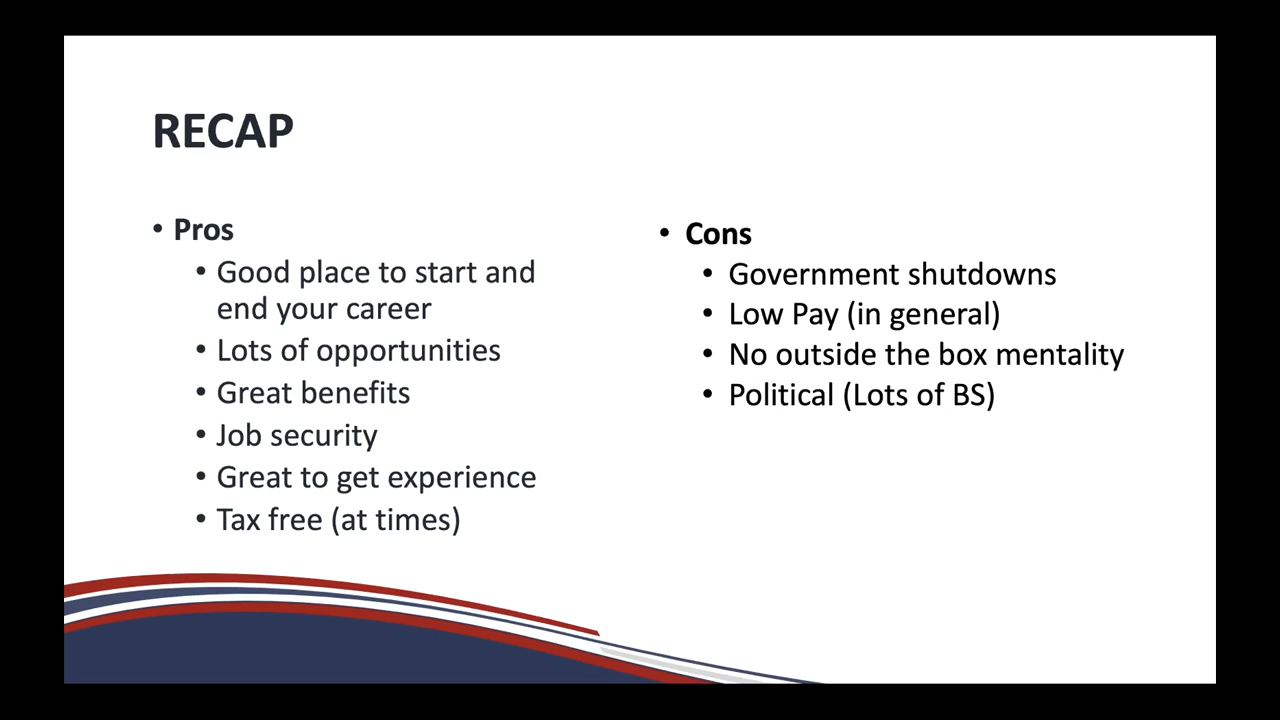 RECAP
• Pros
• Good place to start and
end your career
• Lots of opportunities
• Great benefits
• Job security
• Great to get experience
• Tax free (at times)
• Cons
• Government shutdowns
• Low Pay (in general)
• No outside the box mentality
• Political (Lots of BS)